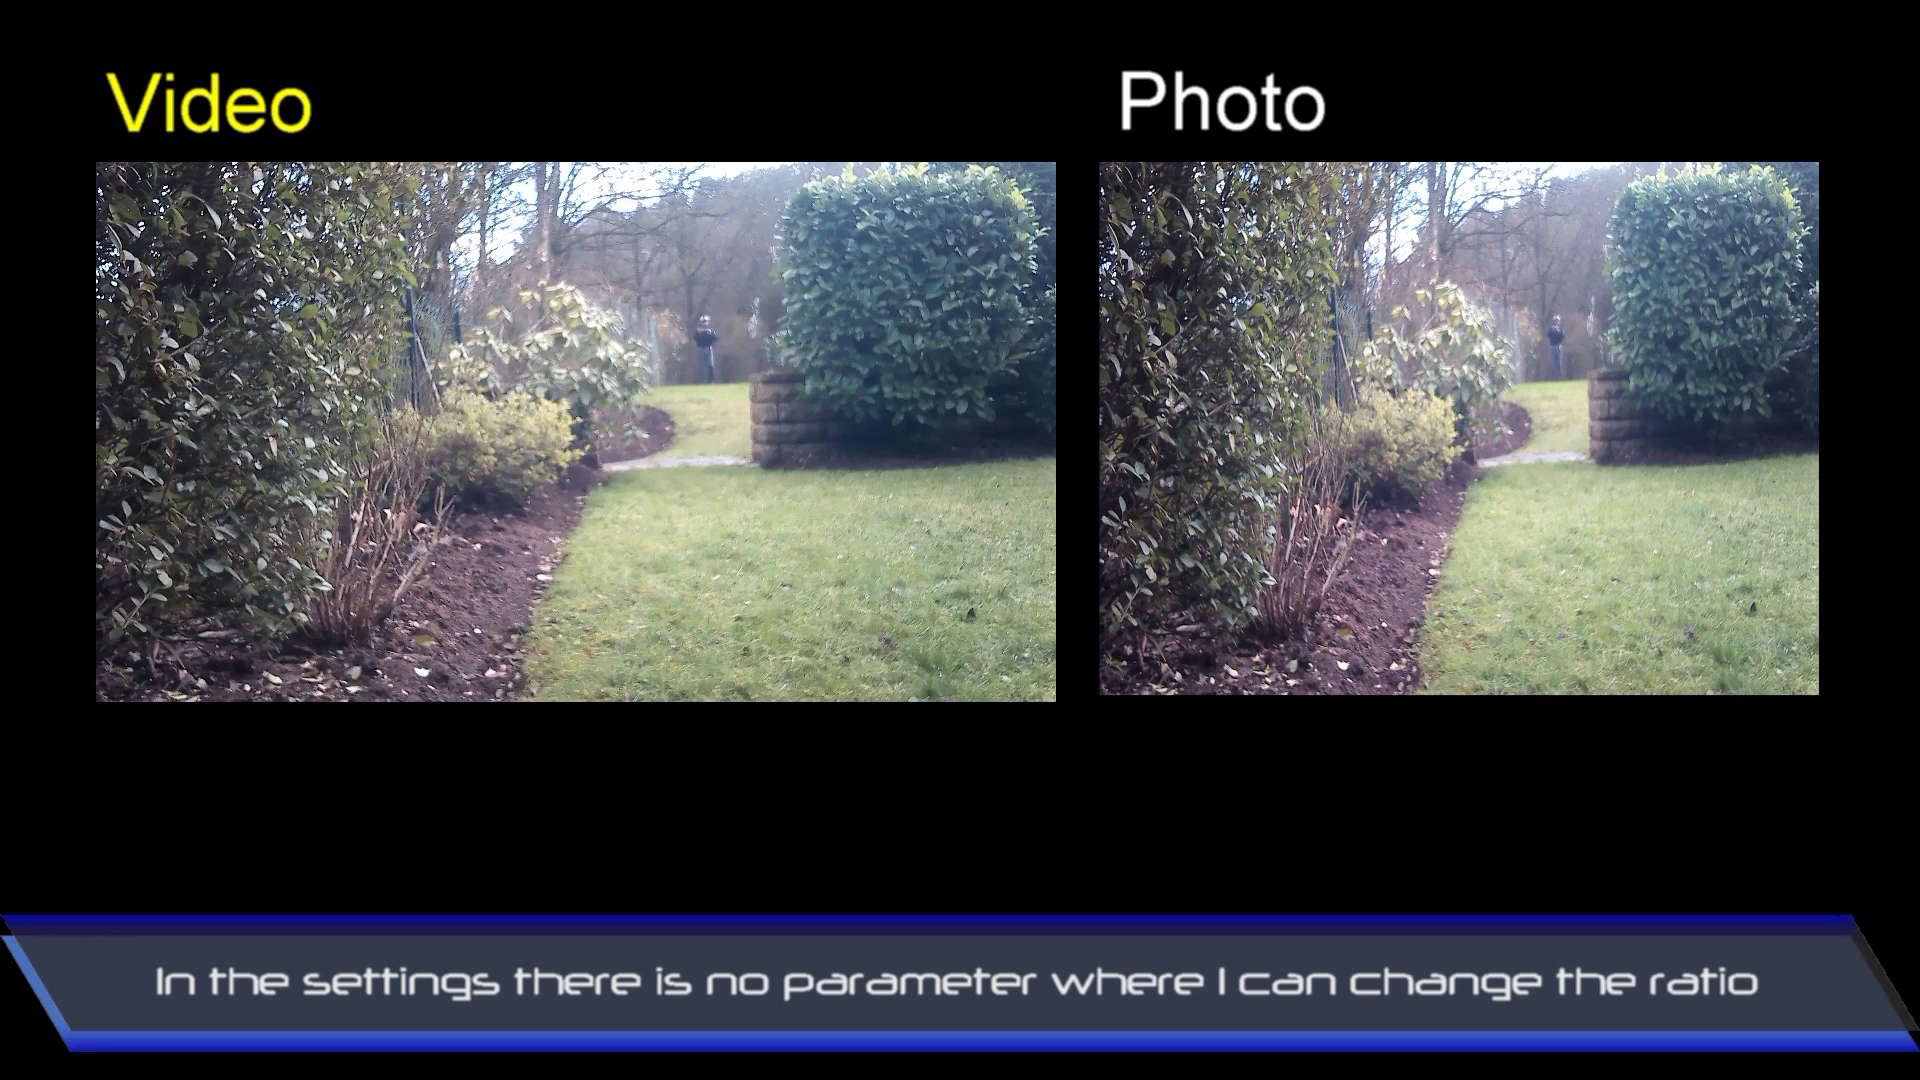 Video
Photo
In the settings there is no parameter where I can change the ratio